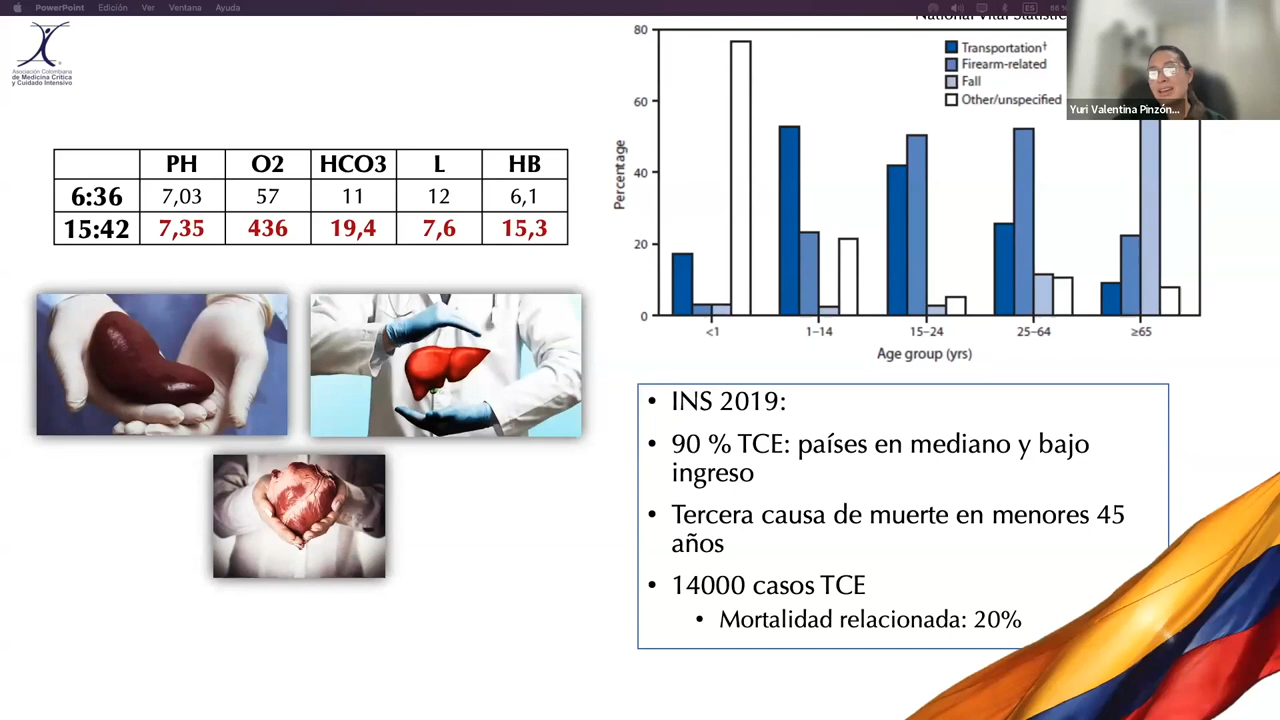 PowerPoint Edición Ver Ventana Ayuda
ES
Asociación Colombiana
de Medicina Crítica
y Cuidado Intensivo
PH O2 HCO3 L HB
6:36 7,03 57 11 12 6,1
15:42 7,35 436 19,4 7,6 15,3
80
60
40
20
0
Percentage
Transportation†
Firearm-related
Fall
Other/unspecified
<1 1–14 15–24 25–64 ≥65
Age group (yrs)
Yuri Valentina Pinzón...
• INS 2019:
• 90 % TCE: países en mediano y bajo
ingreso
• Tercera causa de muerte en menores 45
años
• 14000 casos TCE
• Mortalidad relacionada: 20%